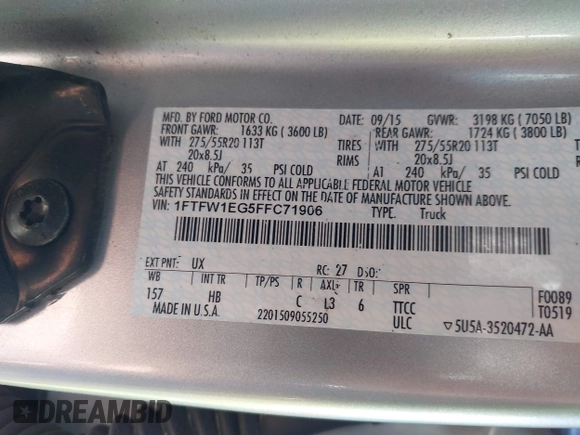 MFD. BY FORD MOTOR CO.
DATE: 09/15 GVWR: 3198 KG ( 7050 LB)
FRONT GAWR: 1633 KG ( 3600 LB) REAR GAWR: 1724 KG ( 3800 LB)
WITH 275/55R20 113T TIRES WITH 275/55R20 113T
20x8.5J RIMS 20x8.5J
AT 240 kPa/ 35 PSI COLD AT 240 kPa/ 35 PSI COLD
THIS VEHICLE CONFORMS TO ALL APPLICABLE FEDERAL MOTOR VEHICLE
SAFETY STANDARDS IN EFFECT ON THE DATE OF MANUFACTURE SHOWN ABOVE.
VIN: 1FTFW1EG5FFC71906 TYPE: Truck
EXT PNT: UX RC: 27 DSO:
WB TP/PS R AXLE TR SPR
157 HB C L3 6 TTCC
MADE IN U.S.A. 2201509055250 ULC
F0089
T0519
▽5U5A-3520472-AA
DREAMBID